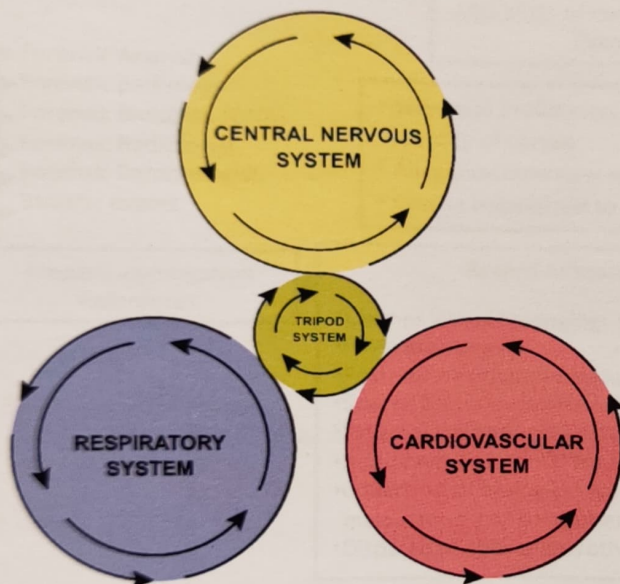 CENTRAL NERVOUS
SYSTEM
TRIPOD
SYSTEM
RESPIRATORY
SYSTEM
CARDIOVASCULAR
SYSTEM